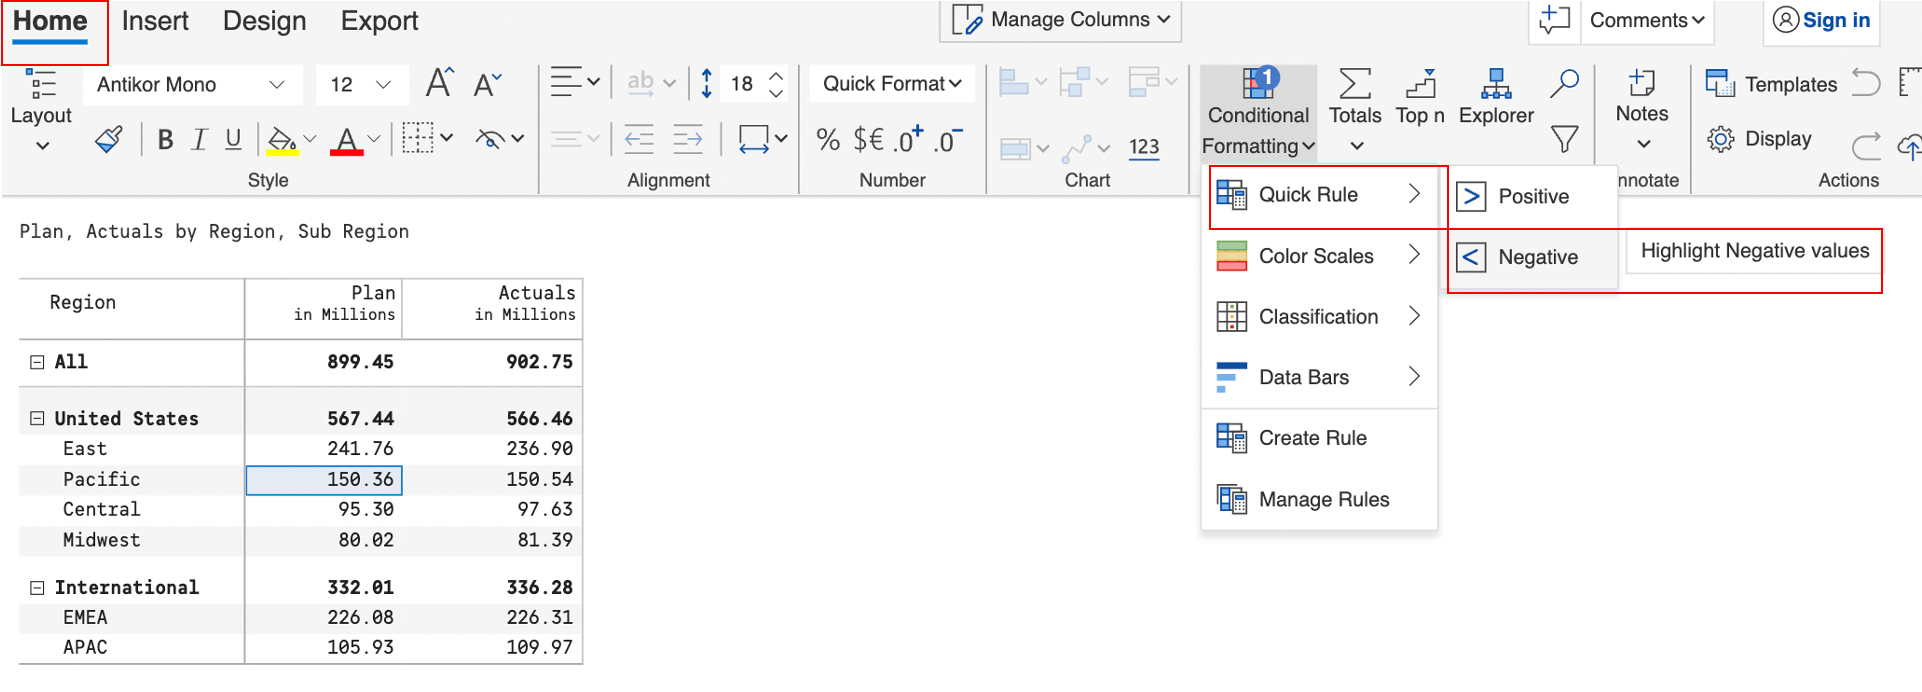 Home Insert Design Export Manage Columns Comments Sign in
Layout Antikor Mono 12 A A ab 18 Quick Format 1 Conditional Formatting Totals Top n Explorer Notes Templates
B I U A % $€ .0+ .0- 123 Display
Style Alignment Number Chart nnotate Actions
Quick Rule
Color Scales
Classification
Data Bars
Create Rule
Manage Rules
> Positive
< Negative
Highlight Negative values
Plan, Actuals by Region, Sub Region
Region Plan Actuals
in Millions in Millions
All 899.45 902.75
United States 567.44 566.46
East 241.76 236.90
Pacific 150.36 150.54
Central 95.30 97.63
Midwest 80.02 81.39
International 332.01 336.28
EMEA 226.08 226.31
APAC 105.93 109.97